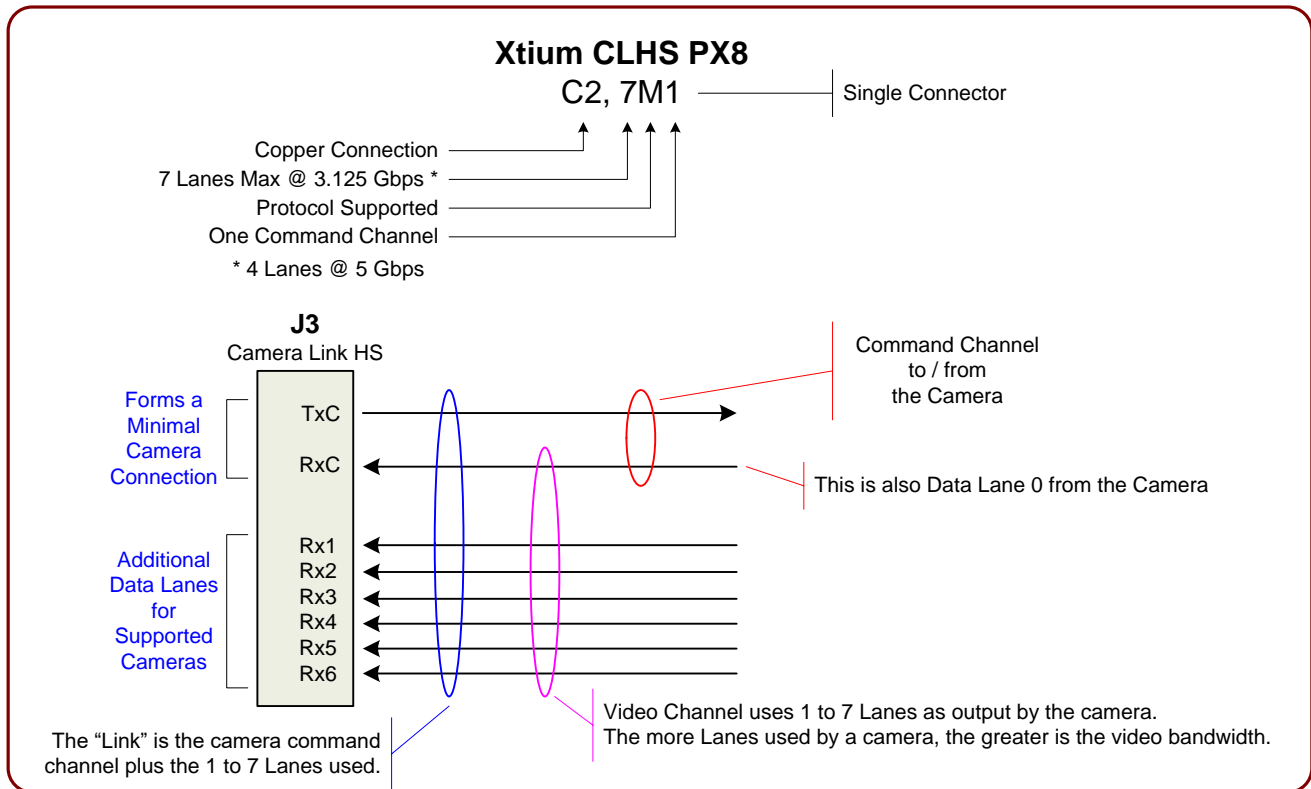 Xtium CLHS PX8
C2, 7M1
Single Connector
Copper Connection
7 Lanes Max @ 3.125 Gbps *
Protocol Supported
One Command Channel
* 4 Lanes @ 5 Gbps
J3
Camera Link HS
Forms a
Minimal
Camera
Connection
TxC
RxC
Command Channel
to / from
the Camera
This is also Data Lane 0 from the Camera
Additional
Data Lanes
for
Supported
Cameras
Rx1
Rx2
Rx3
Rx4
Rx5
Rx6
Video Channel uses 1 to 7 Lanes as output by the camera.
The more Lanes used by a camera, the greater is the video bandwidth.
The “Link” is the camera command
channel plus the 1 to 7 Lanes used.